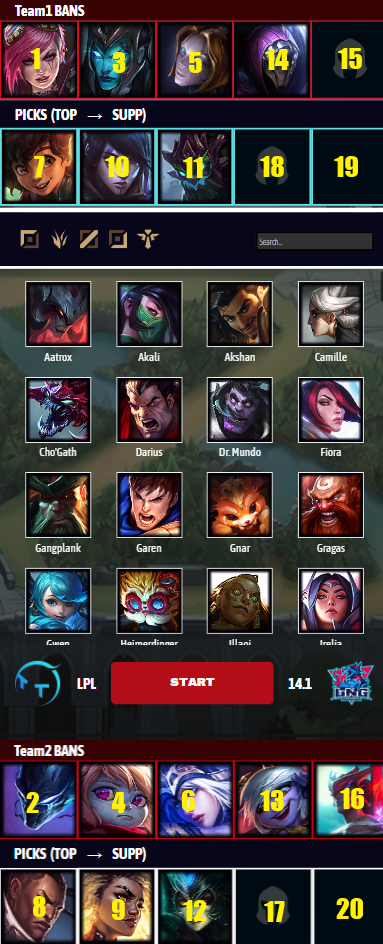 Team1 BANS
1 3 5 14 15
PICKS (TOP → SUPP)
7 10 11 18 19
Search...
Aatrox Akali Akshan Camille
Cho'Gath Darius Dr. Mundo Fiora
Gangplank Garen Gnar Gragas
Gwen Heimerdinger Illaoi Irelia
TT LPL START 14.1 LNG
Team2 BANS
2 4 6 13 16
PICKS (TOP → SUPP)
8 9 12 17 20